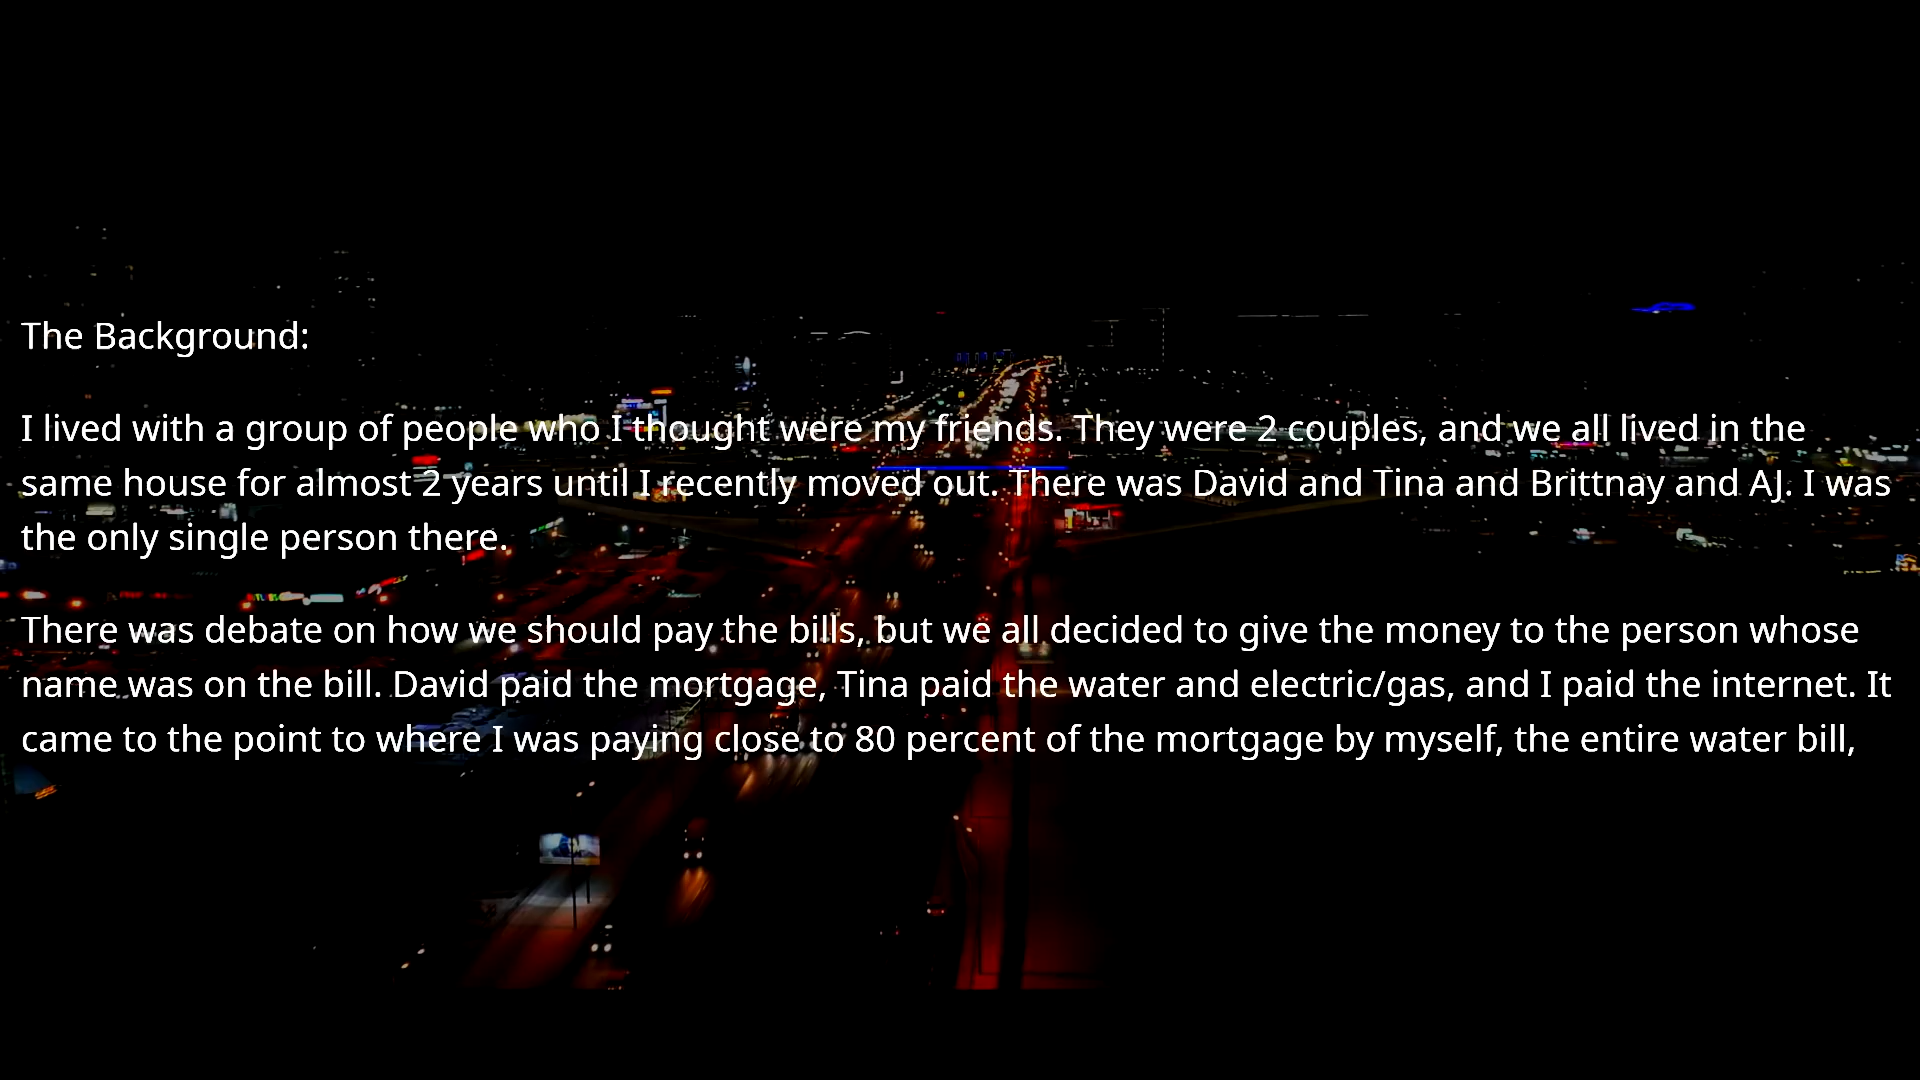 The Background:
I lived with a group of people who I thought were my friends. They were 2 couples, and we all lived in the
same house for almost 2 years until I recently moved out. There was David and Tina and Brittnay and AJ. I was
the only single person there.
There was debate on how we should pay the bills, but we all decided to give the money to the person whose
name was on the bill. David paid the mortgage, Tina paid the water and electric/gas, and I paid the internet. It
came to the point to where I was paying close to 80 percent of the mortgage by myself, the entire water bill,